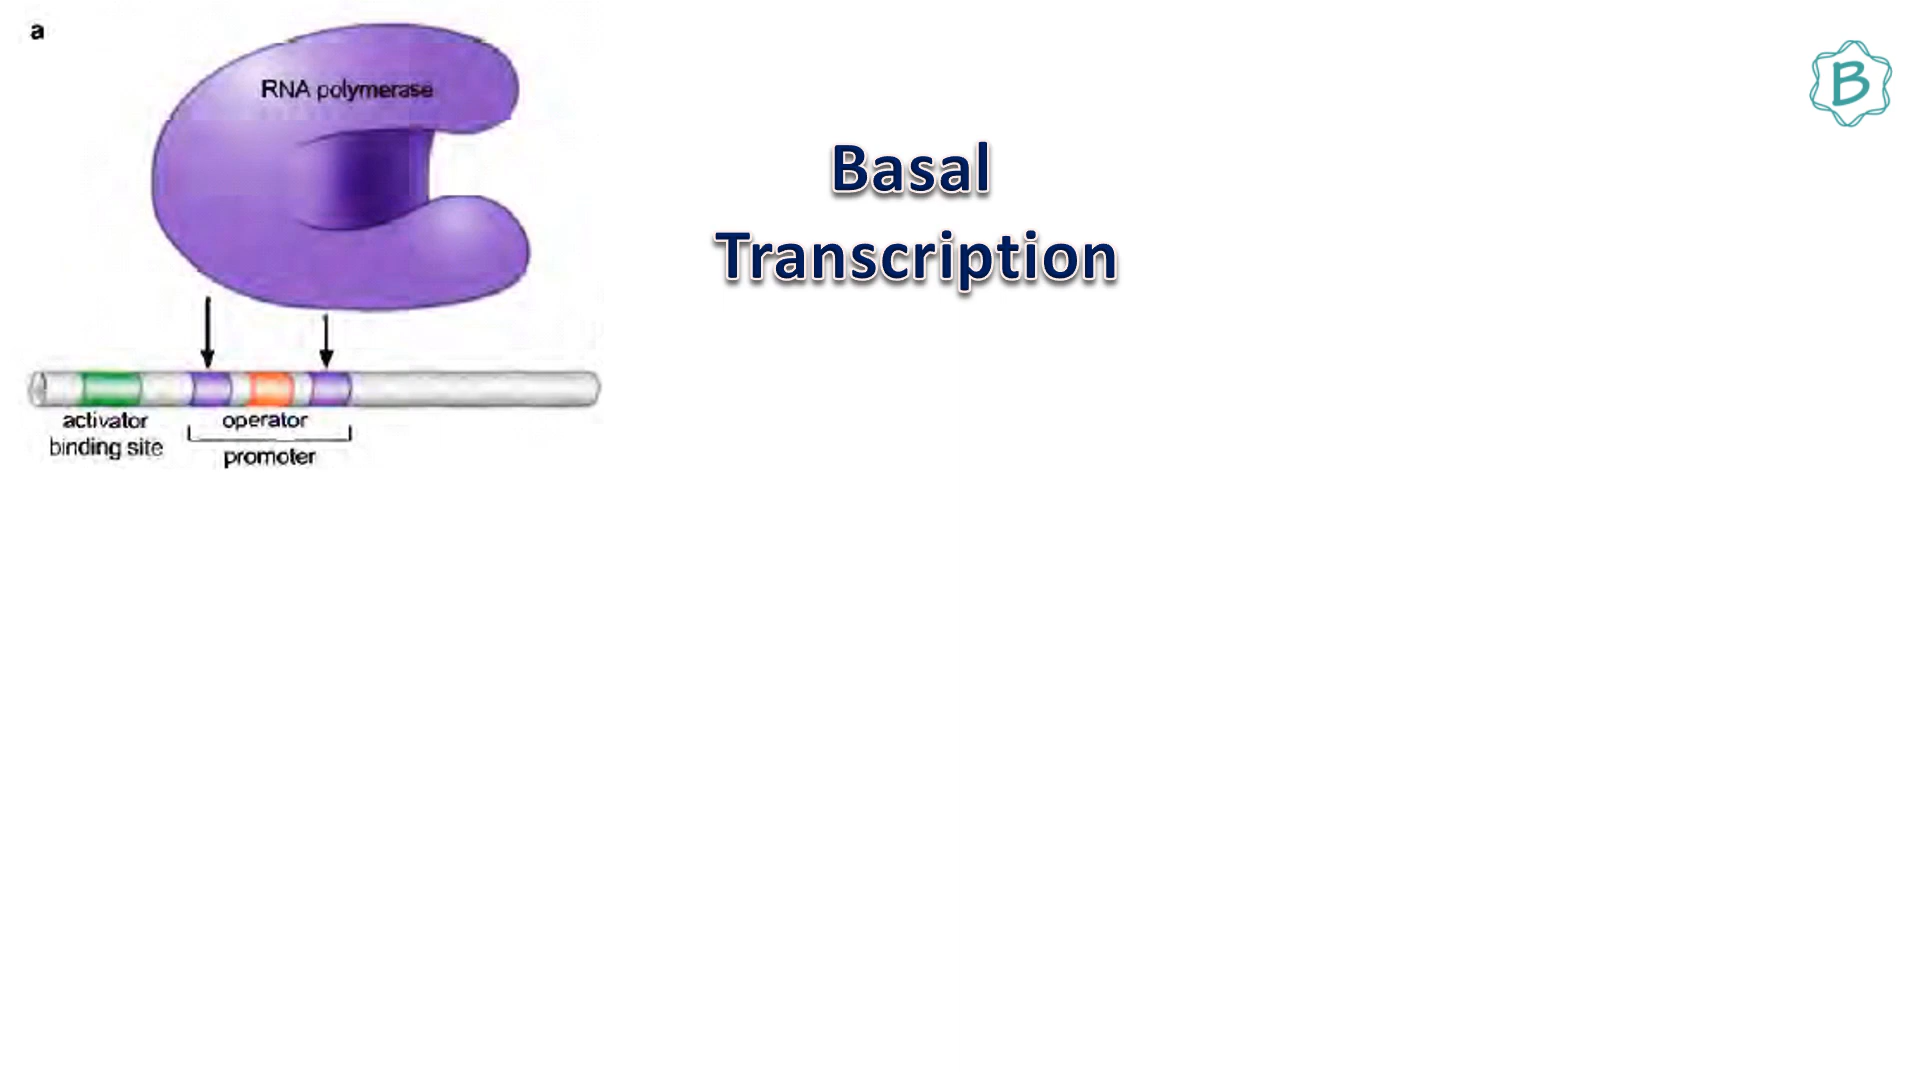 a
RNA polymerase
B
Basal
Transcription
activator
binding site
operator
promoter